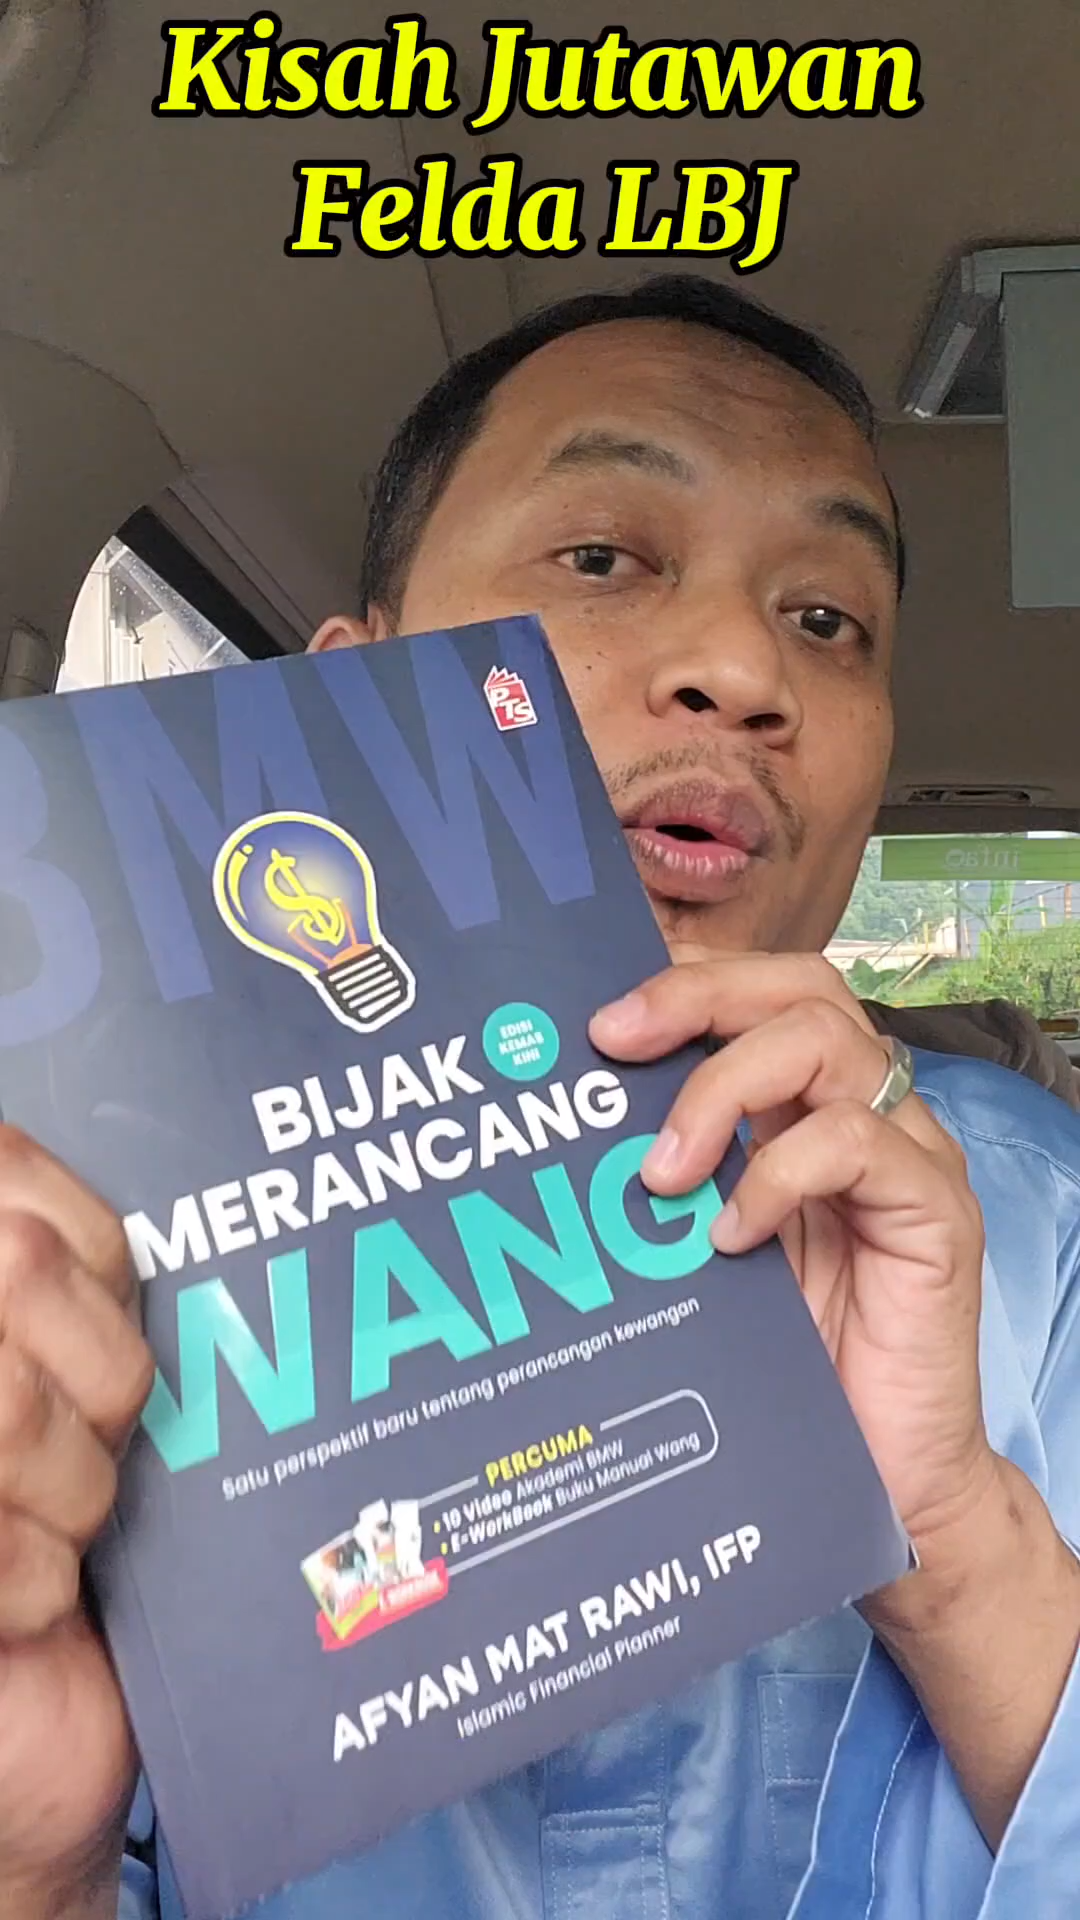 Kisah Jutawan
Felda LBJ
BMW
PTS
EDISI
KEMAS
KINI
BIJAK
MERANCANG
WANG
Satu perspektif baru tentang perancangan kewangan
PERCUMA
• 10 Video Akademi BMW
• E-WorkBook Buku Manual Wang
AFYAN MAT RAWI, IFP
Islamic Financial Planner